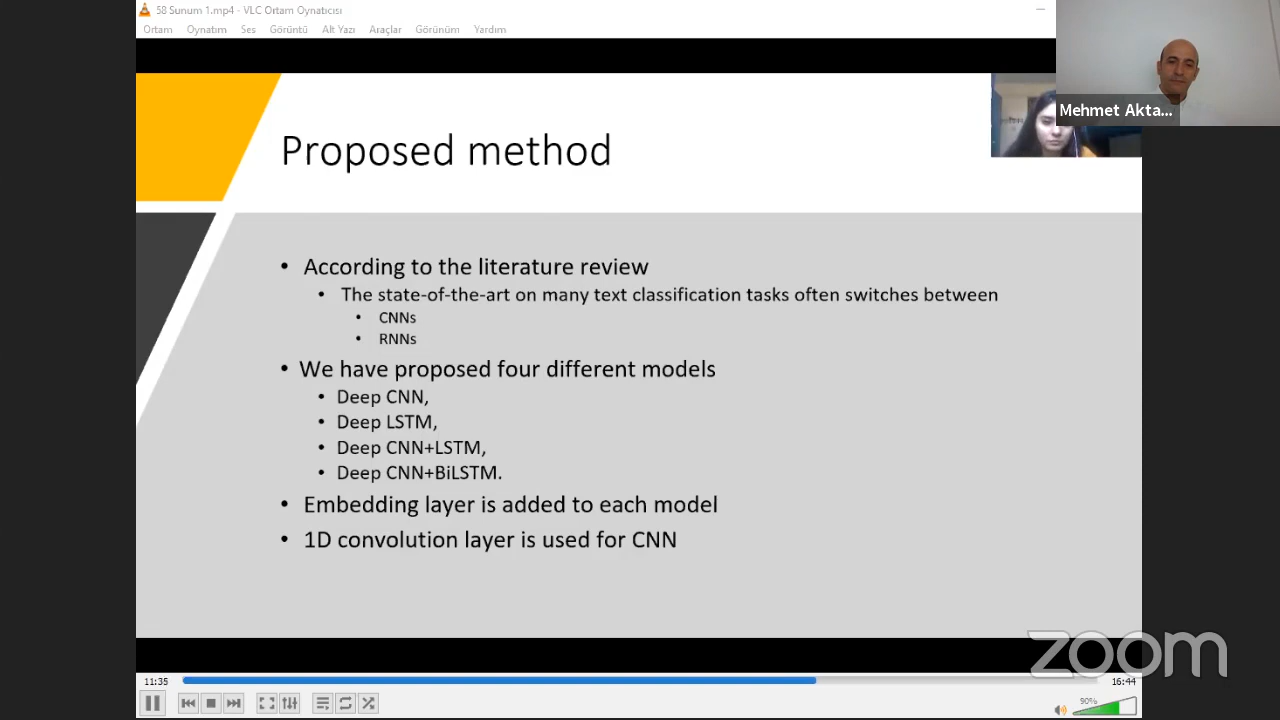 58 Sunum 1.mp4 - VLC Ortam Oynatıcısı
Ortam Oynatım Ses Görüntü Alt Yazı Araçlar Görünüm Yardım
Mehmet Akta...
Proposed method
• According to the literature review
• The state-of-the-art on many text classification tasks often switches between
• CNNs
• RNNs
• We have proposed four different models
• Deep CNN,
• Deep LSTM,
• Deep CNN+LSTM,
• Deep CNN+BiLSTM.
• Embedding layer is added to each model
• 1D convolution layer is used for CNN
zoom
11:35 16:44
90%